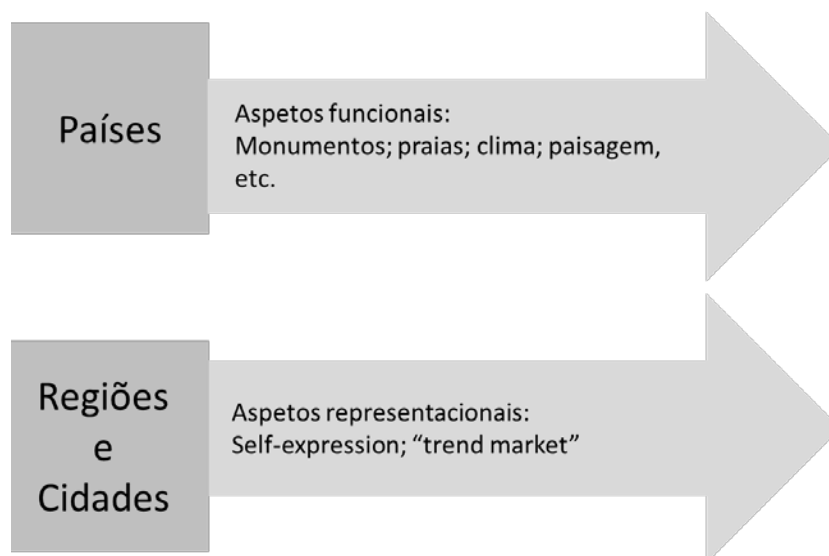 Países
Aspetos funcionais:
Monumentos; praias; clima; paisagem,
etc.
Regiões
e
Cidades
Aspetos representacionais:
Self-expression; “trend market”